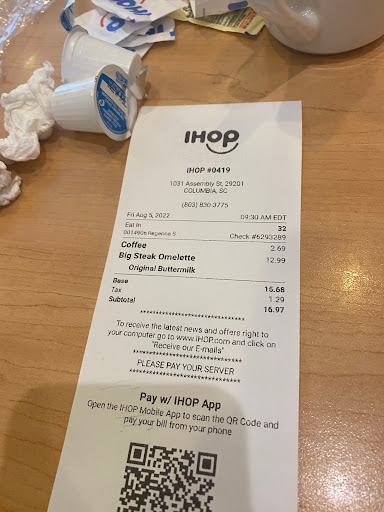 IHOP
IHOP #0419
1031 Assembly St, 29201
COLUMBIA, SC
(803) 830-3775
Fri Aug 5, 2022 09:30 AM EDT
Eat In 32
0014906 Regenna S Check #6293289
Coffee 2.69
Big Steak Omelette 12.99
Original Buttermilk
Base 15.68
Tax 1.29
Subtotal 16.97
********************************
To receive the latest news and offers right to
your computer go to www.IHOP.com and click on
"Receive our E-mails"
********************************
PLEASE PAY YOUR SERVER
********************************
Pay w/ IHOP App
Open the IHOP Mobile App to scan the QR Code and
pay your bill from your phone